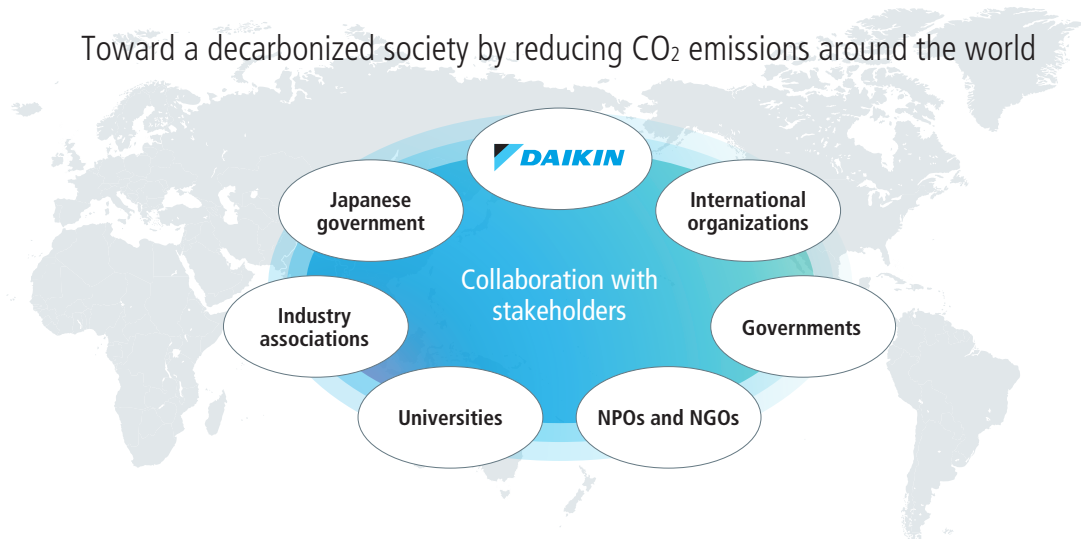 Toward a decarbonized society by reducing CO₂ emissions around the world
DAIKIN
Japanese
government
International
organizations
Collaboration with
stakeholders
Industry
associations
Governments
Universities
NPOs and NGOs